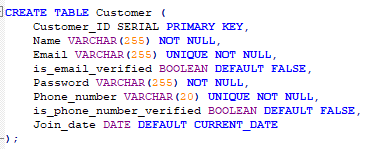 CREATE TABLE Customer (
Customer_ID SERIAL PRIMARY KEY,
Name VARCHAR(255) NOT NULL,
Email VARCHAR(255) UNIQUE NOT NULL,
is_email_verified BOOLEAN DEFAULT FALSE,
Password VARCHAR(255) NOT NULL,
Phone_number VARCHAR(20) UNIQUE NOT NULL,
is_phone_number_verified BOOLEAN DEFAULT FALSE,
Join_date DATE DEFAULT CURRENT_DATE
);